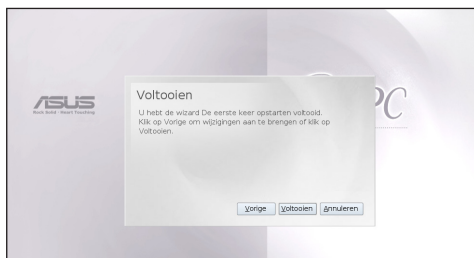 ASUS
Rock Solid . Heart Touching
PC
Voltooien
U hebt de wizard De eerste keer opstarten voltooid.
Klik op Vorige om wijzigingen aan te brengen of klik op
Voltooien.
Vorige
Voltooien
Annuleren